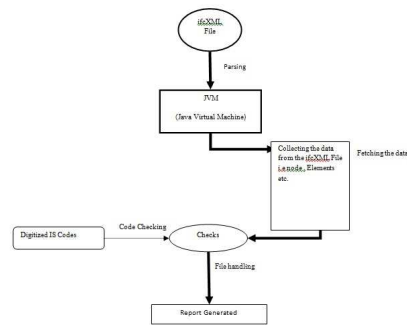 ifcXML
File
Parsing
JVM
(Java Virtual Machine)
Collecting the data
from the ifcXML File
i.e node , Elements
etc.
Fetching the data
Code Checking
Digitized IS Codes
Checks
File handling
Report Generated